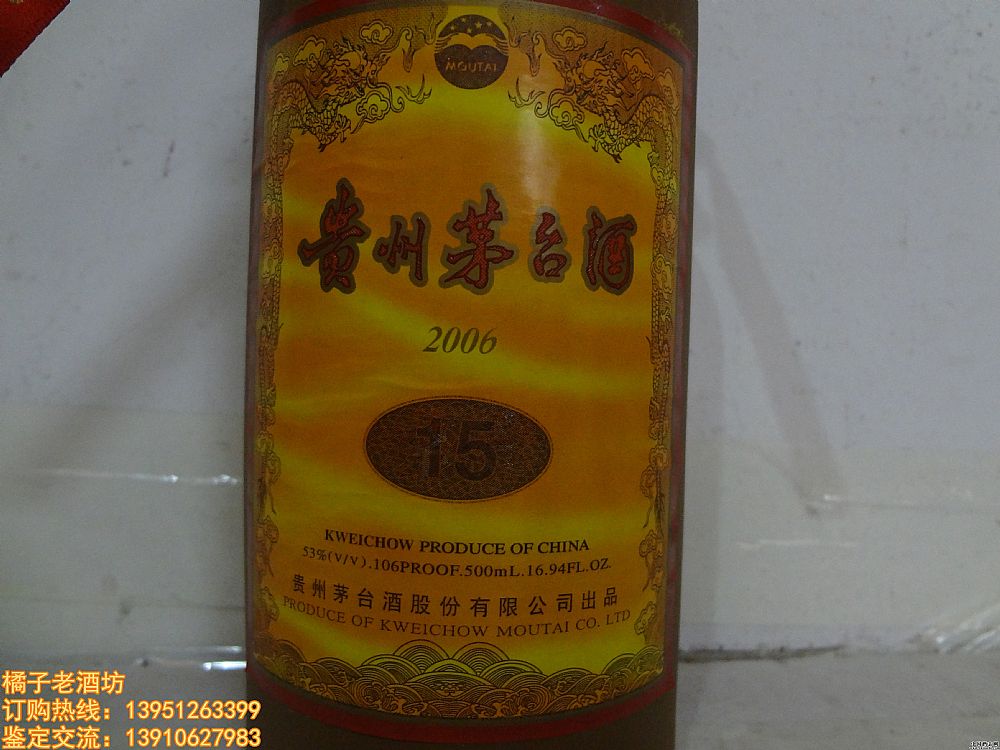 MOUTAI
贵州茅台酒
2006
15
KWEICHOW PRODUCE OF CHINA
53%(V/V).106PROOF.500mL.16.94FL.OZ.
贵州茅台酒股份有限公司出品
PRODUCE OF KWEICHOW MOUTAI CO. LTD
橘子老酒坊
订购热线：13951263399
鉴定交流：13910627983